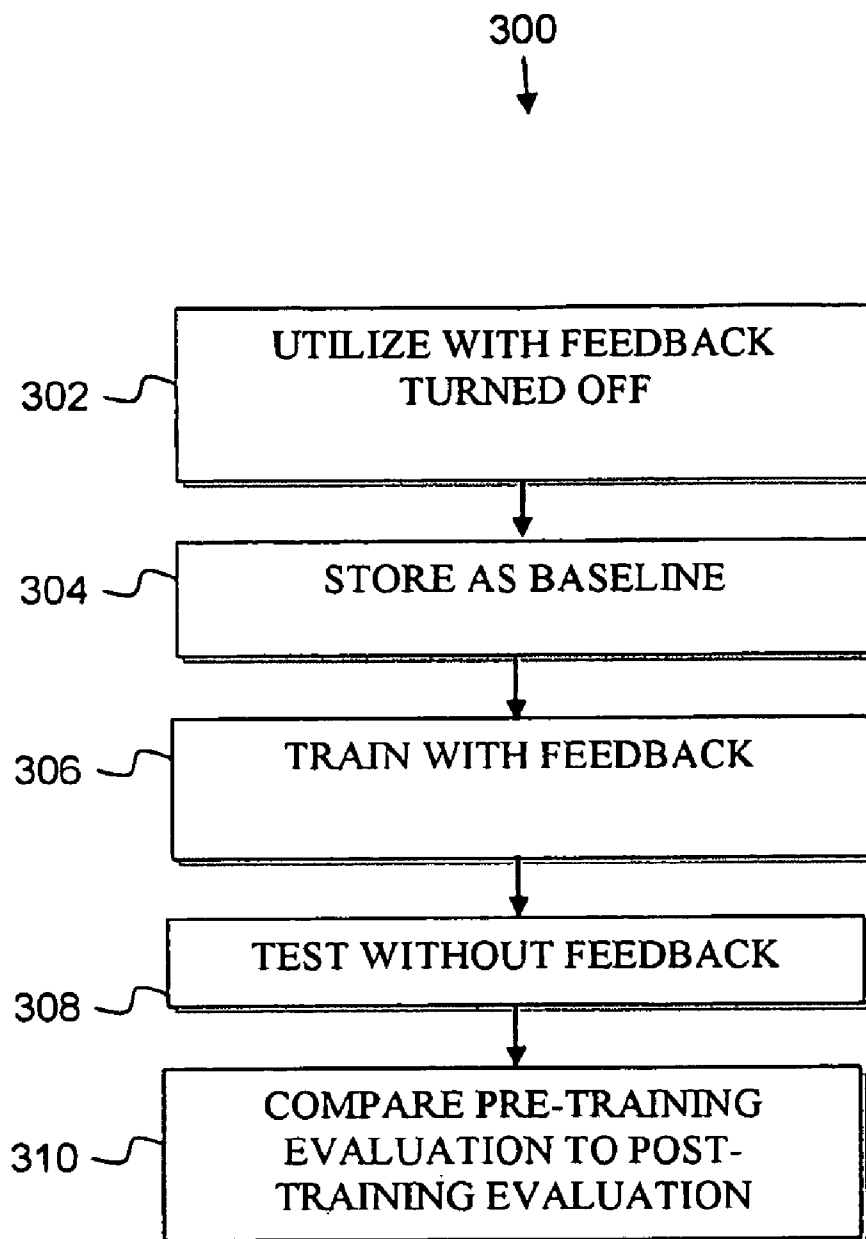 300
302
UTILIZE WITH FEEDBACK
TURNED OFF
304
STORE AS BASELINE
306
TRAIN WITH FEEDBACK
308
TEST WITHOUT FEEDBACK
310
COMPARE PRE-TRAINING
EVALUATION TO POST-
TRAINING EVALUATION